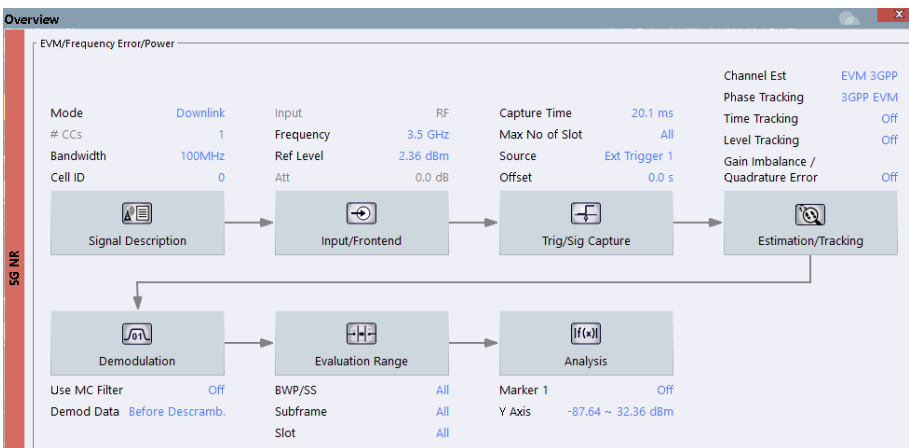 Overview
EVM/Frequency Error/Power
5G NR
Mode Downlink
# CCs 1
Bandwidth 100MHz
Cell ID 0
Signal Description
Input RF
Frequency 3.5 GHz
Ref Level 2.36 dBm
Att 0.0 dB
Input/Frontend
Capture Time 20.1 ms
Max No of Slot All
Source Ext Trigger 1
Offset 0.0 s
Trig/Sig Capture
Channel Est EVM 3GPP
Phase Tracking 3GPP EVM
Time Tracking Off
Level Tracking Off
Gain Imbalance /
Quadrature Error Off
Estimation/Tracking
01
Demodulation
Use MC Filter Off
Demod Data Before Descramb.
Evaluation Range
BWP/SS All
Subframe All
Slot All
|f(x)|
Analysis
Marker 1 Off
Y Axis -87.64 ~ 32.36 dBm